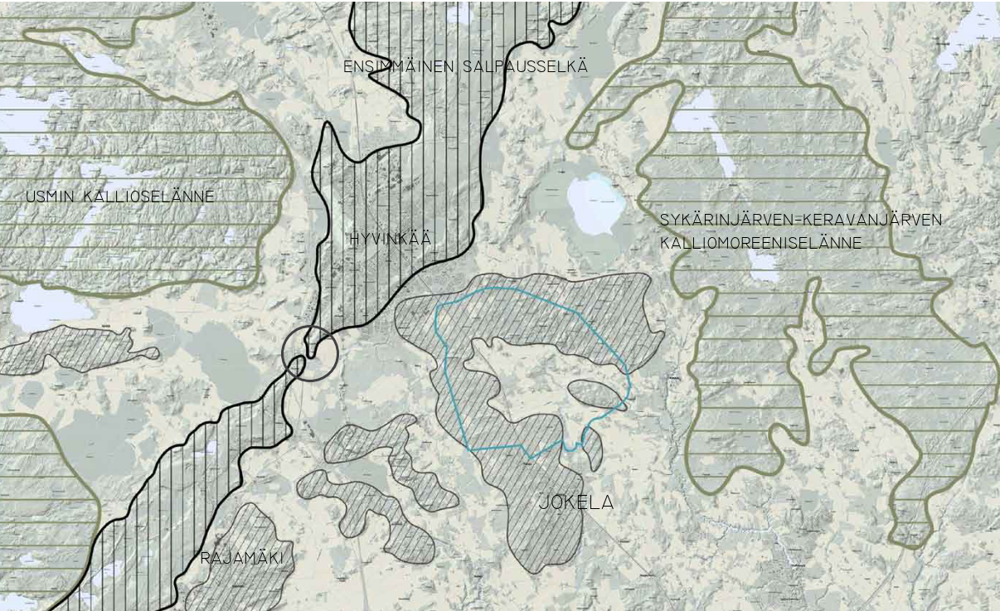 ENSIMMÄINEN SALPAUSSELKÄ
USMIN KALLIOSELÄNNE
SYKÄRINJÄRVEN-KERAVANJÄRVEN
KALLIOMOREENISELÄNNE
HYVINKÄÄ
JOKELA
RAJAMÄKI